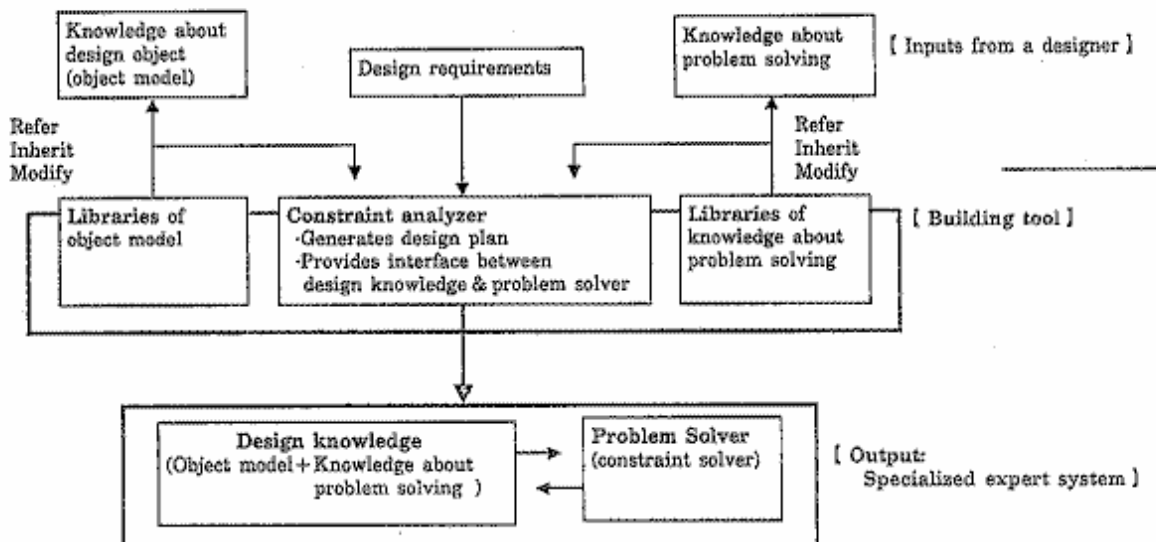 Knowledge about
design object
(object model)
Design requirements
Knowledge about
problem solving
[ Inputs from a designer ]
Refer
Inherit
Modify
Refer
Inherit
Modify
Libraries of
object model
Constraint analyzer
·Generates design plan
·Provides interface between
design knowledge & problem solver
Libraries of
knowledge about
problem solving
[ Building tool ]
Design knowledge
(Object model + Knowledge about
problem solving )
Problem Solver
(constraint solver)
[ Output:
Specialized expert system ]